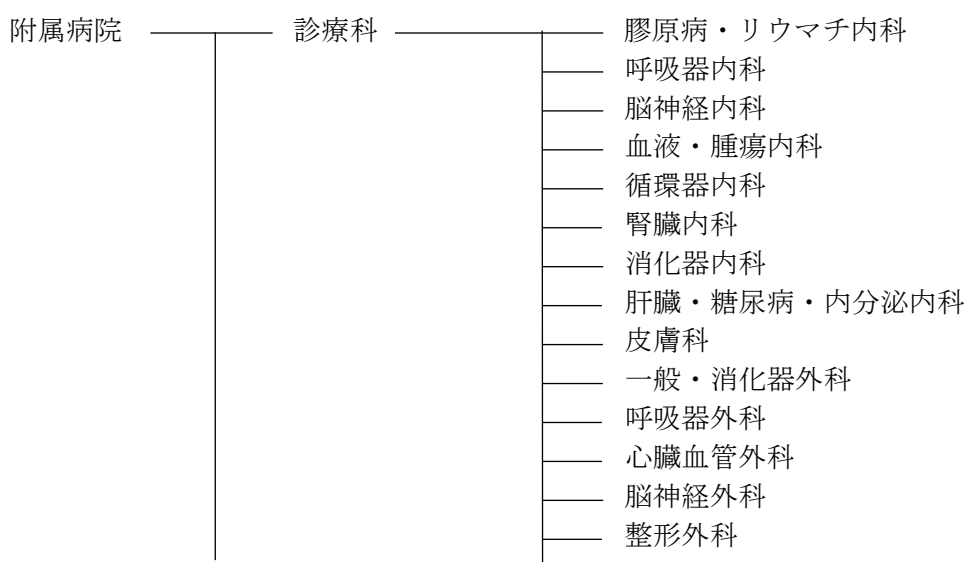 附属病院 診療科 膠原病・リウマチ内科
呼吸器内科
脳神経内科
血液・腫瘍内科
循環器内科
腎臓内科
消化器内科
肝臓・糖尿病・内分泌内科
皮膚科
一般・消化器外科
呼吸器外科
心臓血管外科
脳神経外科
整形外科